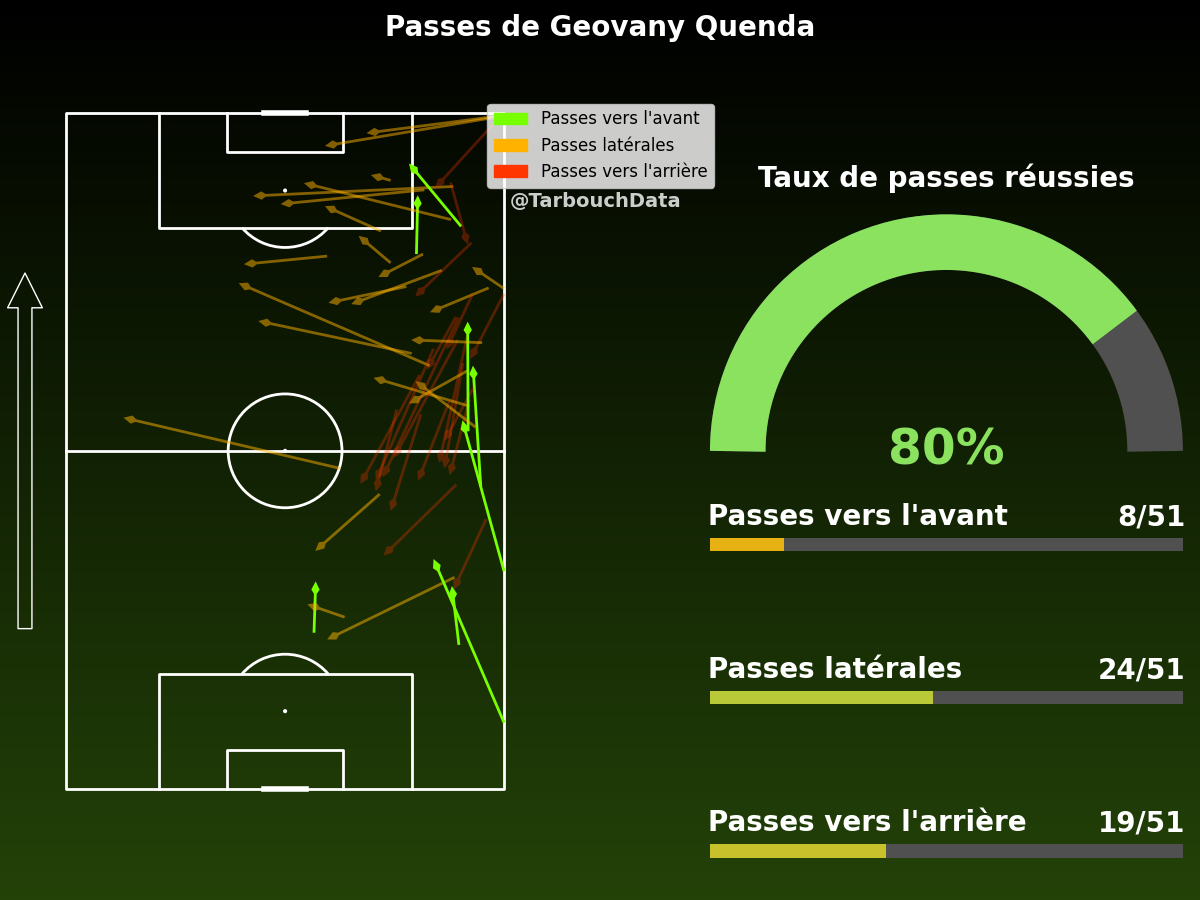 Passes de Geovany Quenda
Passes vers l'avant
Passes latérales
Passes vers l'arrière
@TarbouchData
Taux de passes réussies
80%
Passes vers l'avant 8/51
Passes latérales 24/51
Passes vers l'arrière 19/51